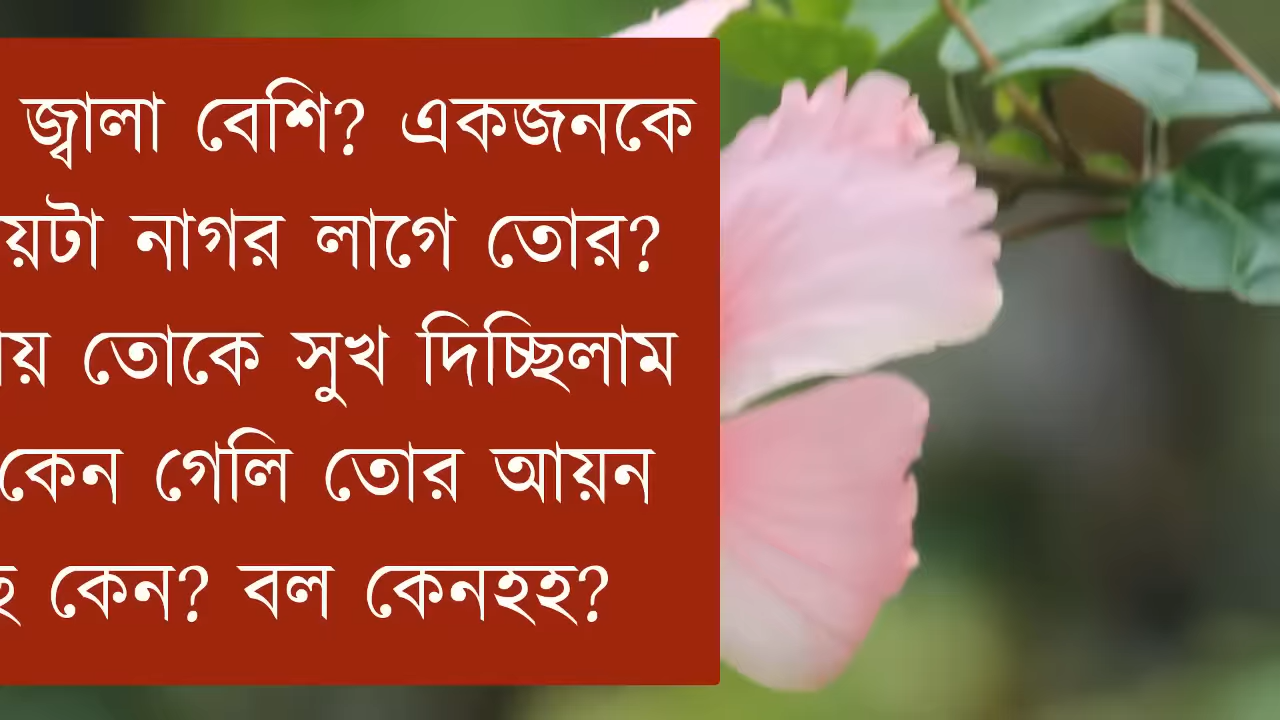 জ্বালা বেশি? একজনকে
য়টা নাগর লাগে তোর?
য় তোকে সুখ দিচ্ছিলাম
কেন গেলি তোর আয়ন
ছ কেন? বল কেনহহ?